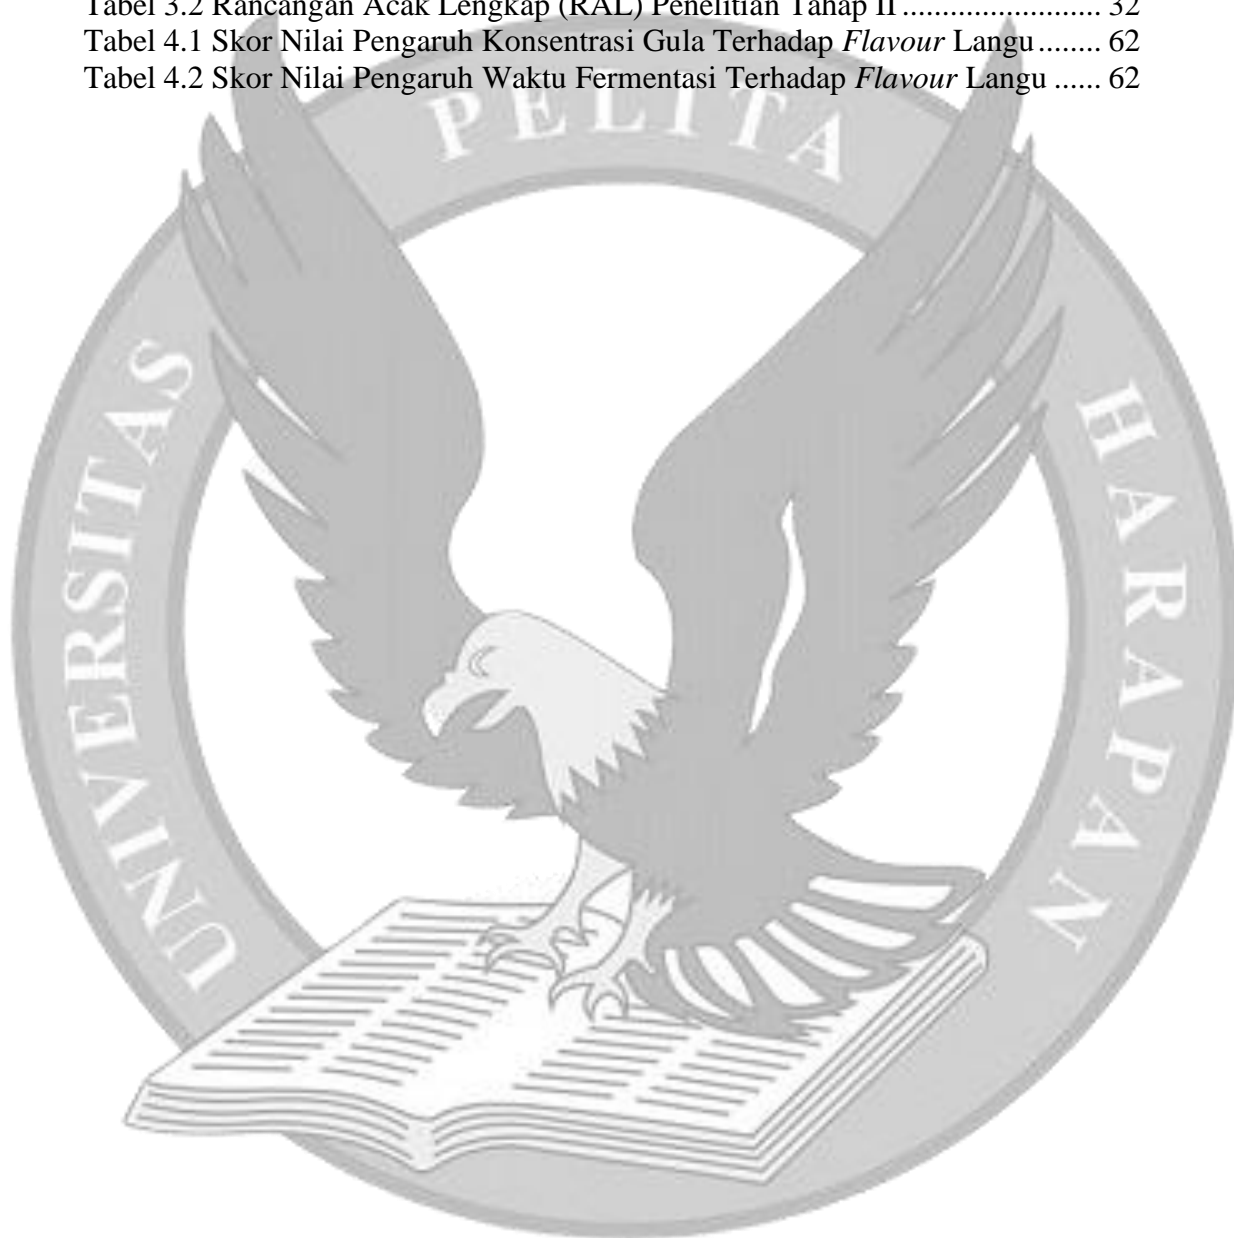 Tabel 3.2 Rancangan Acak Lengkap (RAL) Penelitian Tahap II ........................ 32
Tabel 4.1 Skor Nilai Pengaruh Konsentrasi Gula Terhadap Flavour Langu ........ 62
Tabel 4.2 Skor Nilai Pengaruh Waktu Fermentasi Terhadap Flavour Langu ...... 62
UNIVERSITAS PELITA HARAPAN